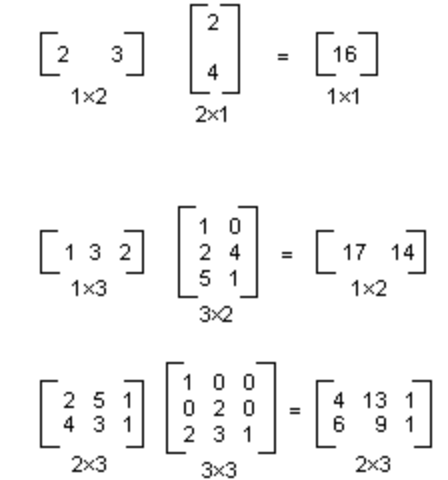 [2 3] [2 = [16]
4]
1×2 2×1 1×1
[1 3 2] [1 0
2 4 = [17 14]
5 1]
1×3 3×2 1×2
[2 5 1 [1 0 0 [4 13 1
4 3 1] 0 2 0 = 6 9 1]
2 3 1]
2×3 3×3 2×3